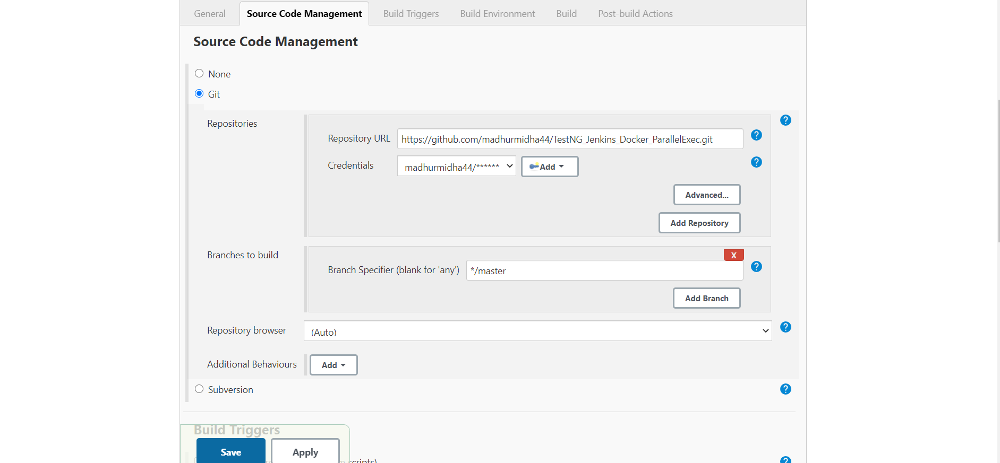 General Source Code Management Build Triggers Build Environment Build Post-build Actions
Source Code Management
None
Git
Repositories
Repository URL https://github.com/madhurmidha44/TestNG_Jenkins_Docker_ParallelExec.git
Credentials madhurmidha44/****** Add
Advanced...
Add Repository
Branches to build
X
Branch Specifier (blank for 'any') */master
Add Branch
Repository browser (Auto)
Additional Behaviours Add
Subversion
Build Triggers
Save Apply
scripts)